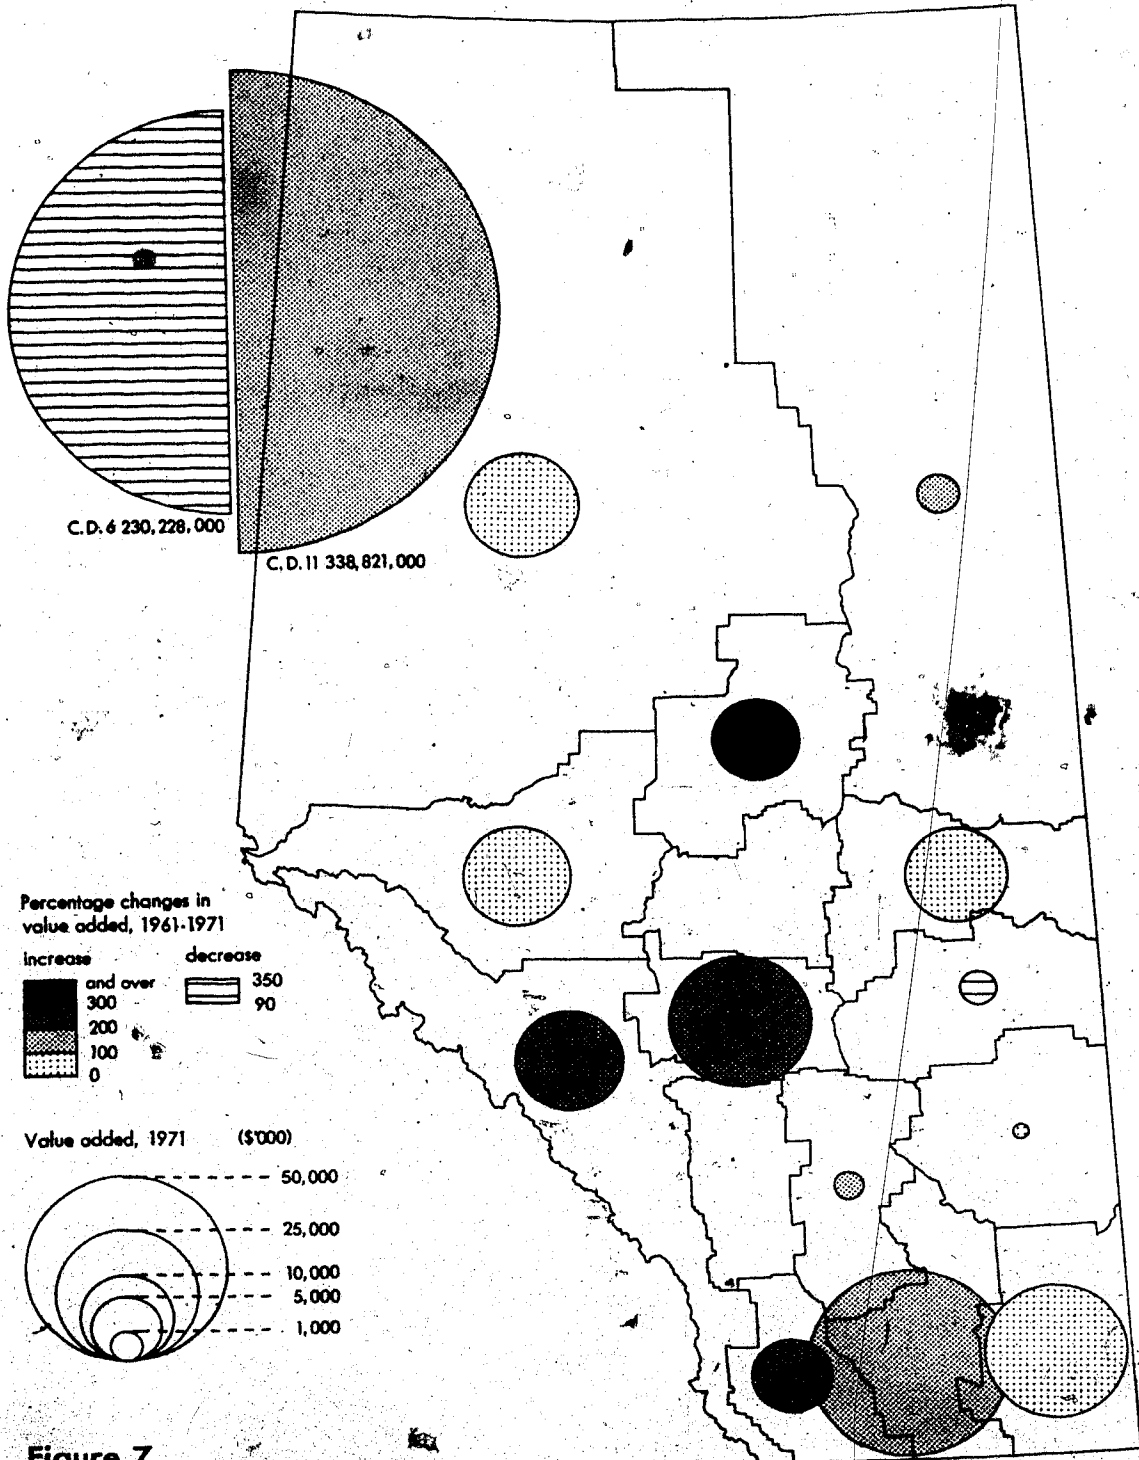 C.D. 6 230,228,000
C.D. 11 338,821,000
Percentage changes in
value added, 1961-1971
increase decrease
and over
300
200
100
0
350
90
Value added, 1971 ($'000)
50,000
25,000
10,000
5,000
1,000
Figure 7